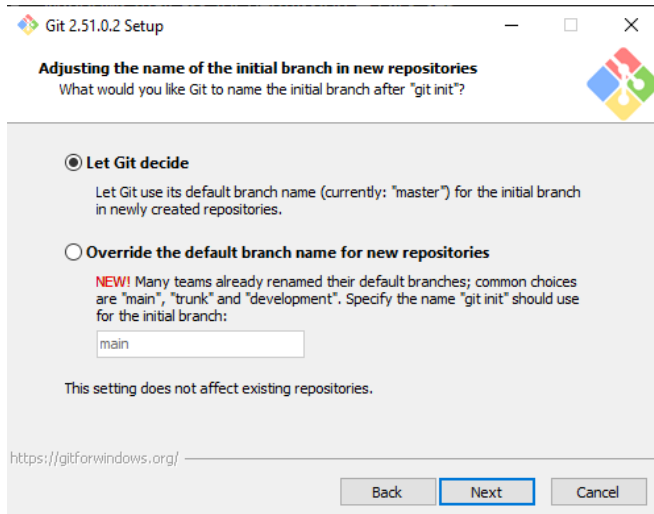 Git 2.51.0.2 Setup
Adjusting the name of the initial branch in new repositories
What would you like Git to name the initial branch after "git init"?
Let Git decide
Let Git use its default branch name (currently: "master") for the initial branch
in newly created repositories.
Override the default branch name for new repositories
NEW! Many teams already renamed their default branches; common choices
are "main", "trunk" and "development". Specify the name "git init" should use
for the initial branch:
main
This setting does not affect existing repositories.
https://gitforwindows.org/
Back Next Cancel